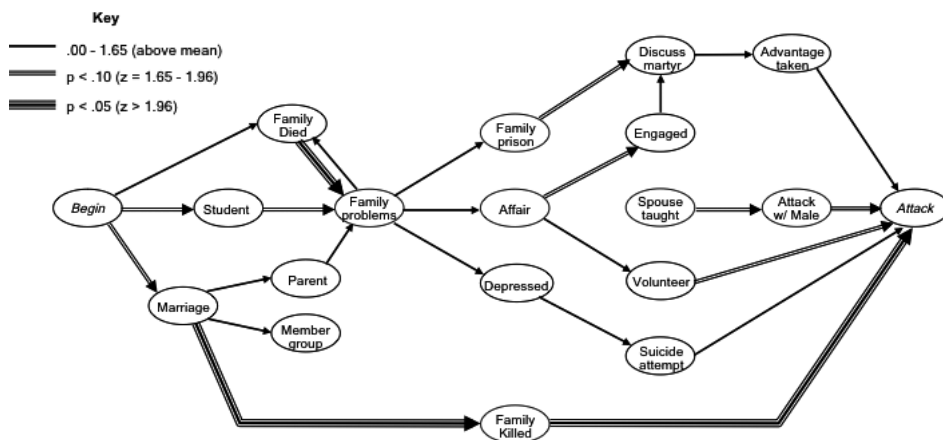 Key
.00 - 1.65 (above mean)
p < .10 (z = 1.65 - 1.96)
p < .05 (z > 1.96)
Discuss
martyr
Advantage
taken
Family
Died
Family
prison
Engaged
Begin
Student
Family
problems
Affair
Spouse
taught
Attack
w/ Male
Attack
Parent
Depressed
Volunteer
Marriage
Member
group
Suicide
attempt
Family
Killed